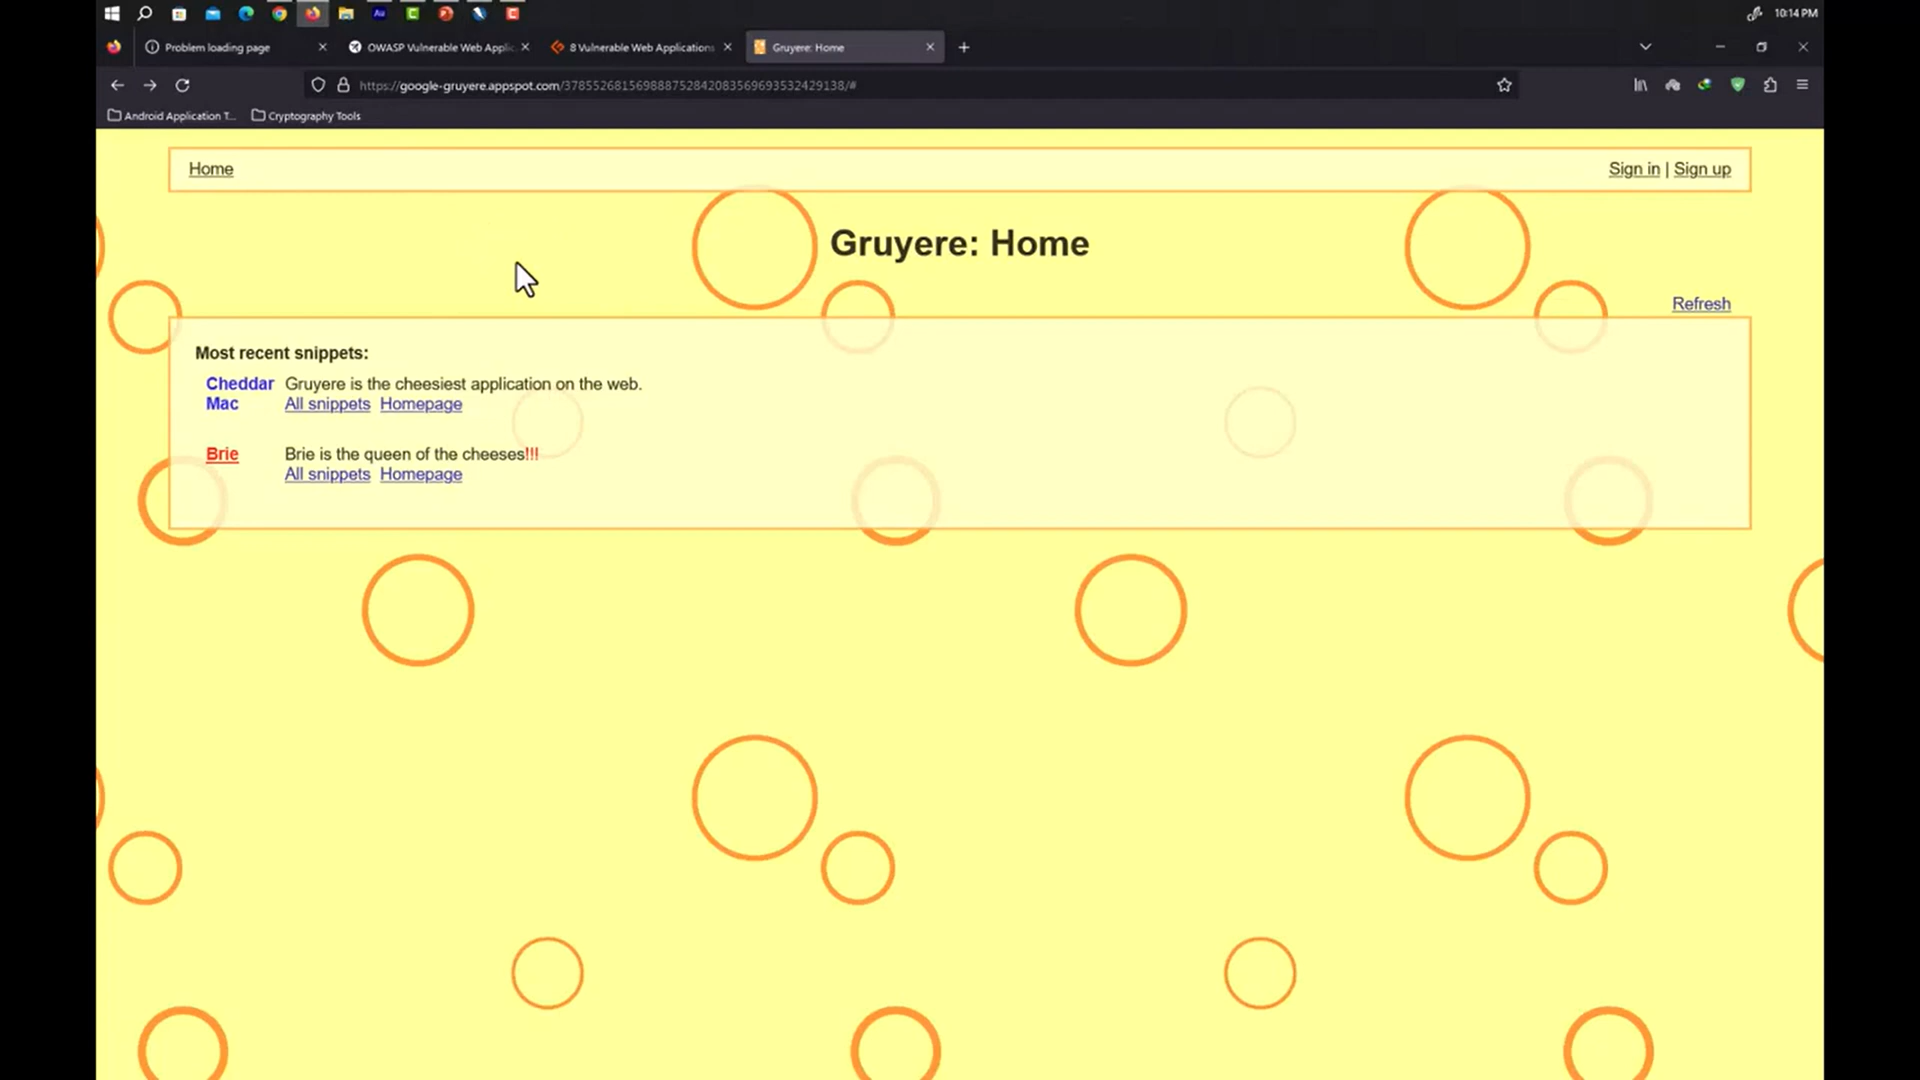 10:14 PM
Problem loading page
OWASP Vulnerable Web Applic
8 Vulnerable Web Applications
Gruyere: Home
https://google-gruyere.appspot.com/378552681569888752842083569693532429138/#
Android Application T...
Cryptography Tools
Home
Sign in | Sign up
Gruyere: Home
Refresh
Most recent snippets:
Cheddar Gruyere is the cheesiest application on the web.
Mac All snippets Homepage
Brie Brie is the queen of the cheeses!!!
All snippets Homepage